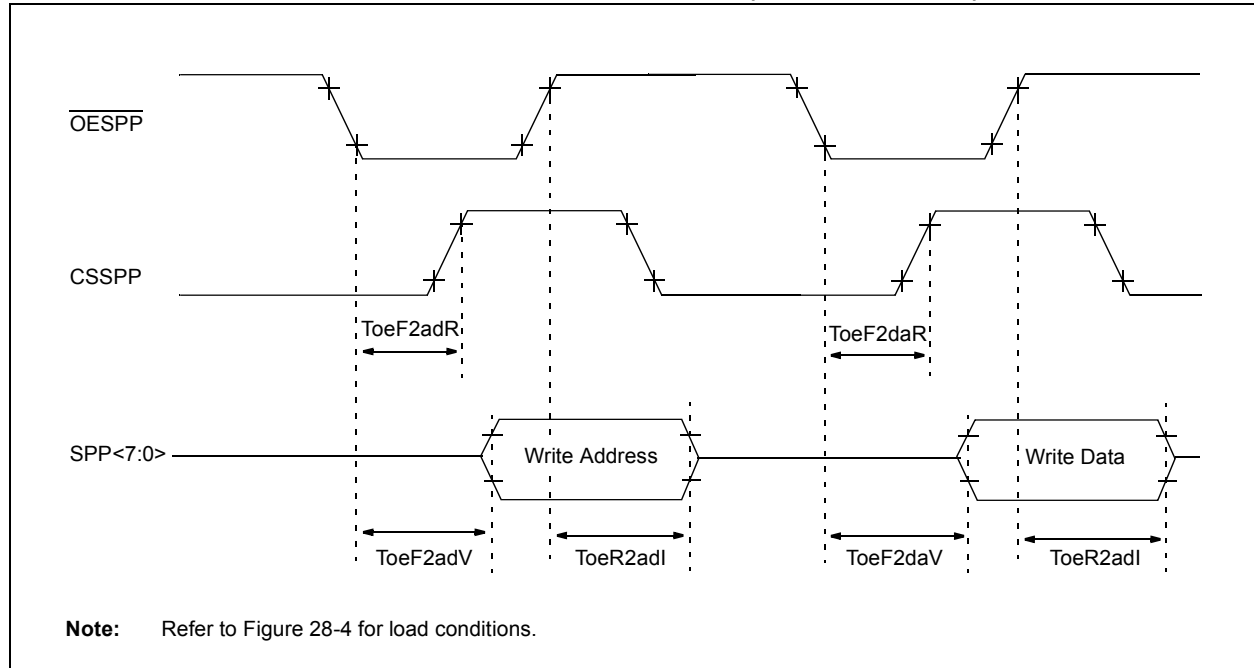 OESPP
CSSPP
ToeF2adR
ToeF2daR
SPP<7:0>
Write Address
Write Data
ToeF2adV
ToeR2adI
ToeF2daV
ToeR2adI
Note: Refer to Figure 28-4 for load conditions.